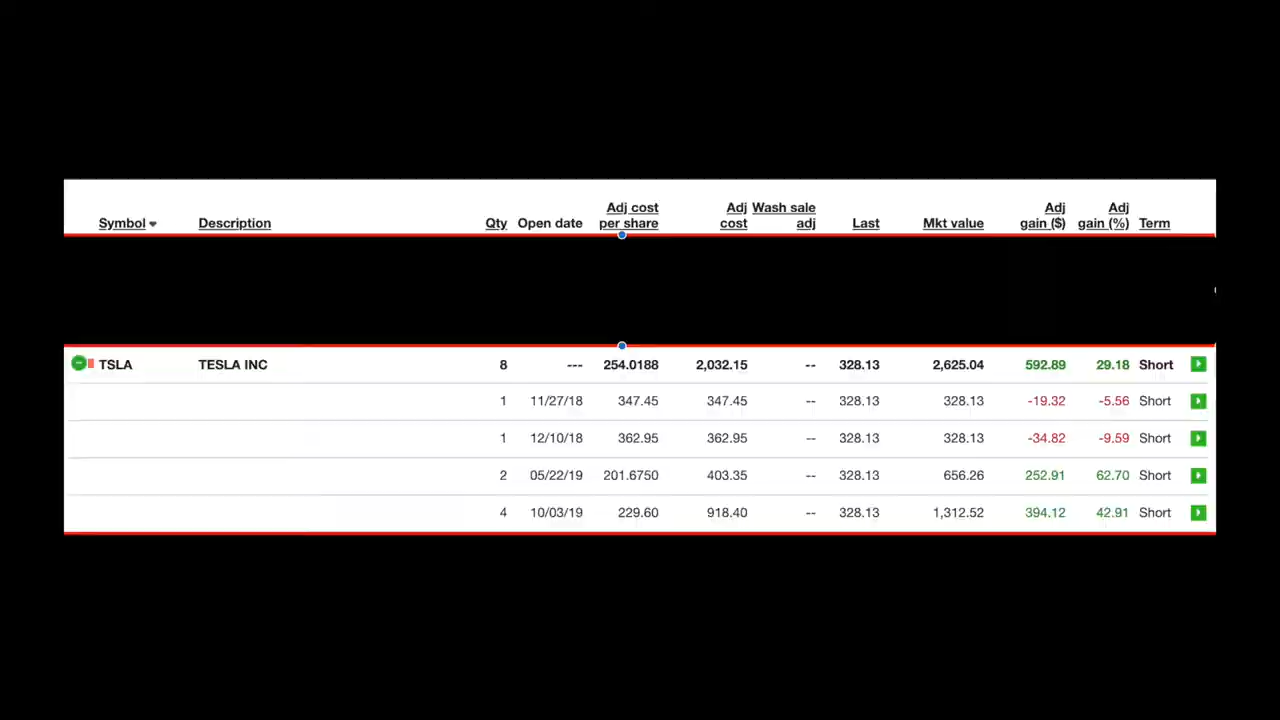 Symbol Description Qty Open date Adj cost per share Adj cost Wash sale adj Last Mkt value Adj gain ($) Adj gain (%) Term
TSLA TESLA INC 8 --- 254.0188 2,032.15 -- 328.13 2,625.04 592.89 29.18 Short
1 11/27/18 347.45 347.45 -- 328.13 328.13 -19.32 -5.56 Short
1 12/10/18 362.95 362.95 -- 328.13 328.13 -34.82 -9.59 Short
2 05/22/19 201.6750 403.35 -- 328.13 656.26 252.91 62.70 Short
4 10/03/19 229.60 918.40 -- 328.13 1,312.52 394.12 42.91 Short